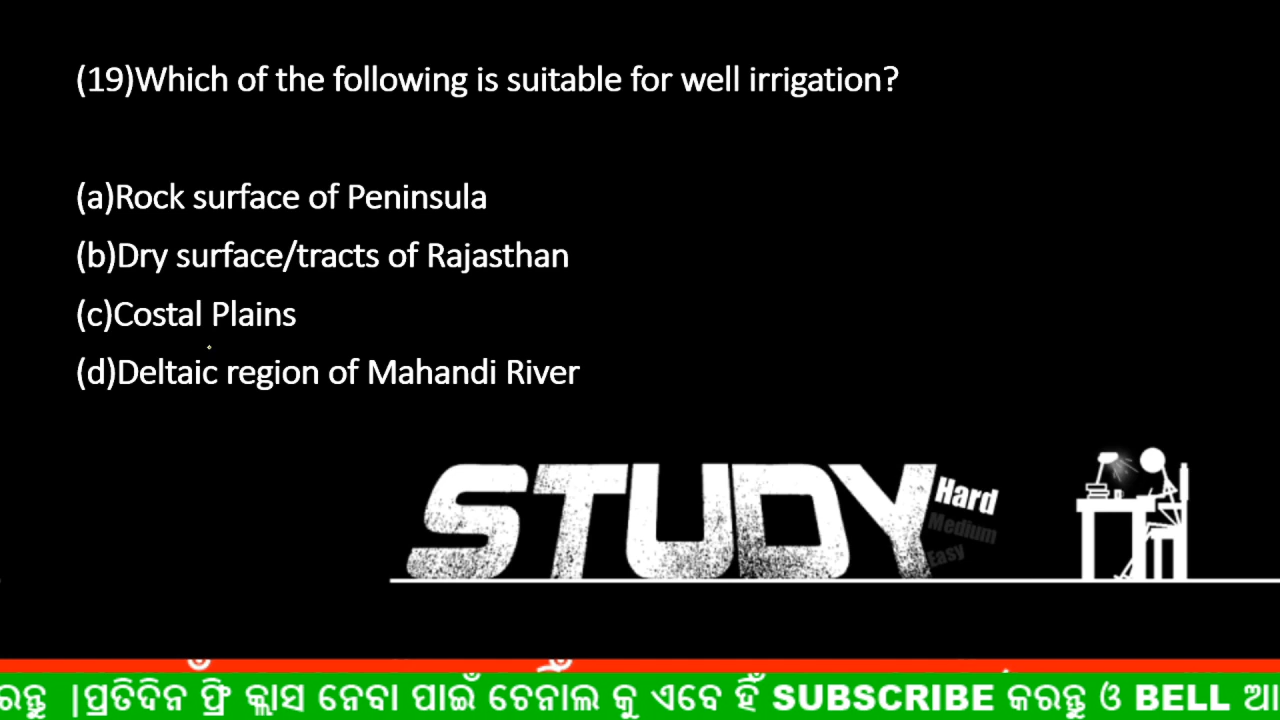 (19)Which of the following is suitable for well irrigation?
(a)Rock surface of Peninsula
(b)Dry surface/tracts of Rajasthan
(c)Costal Plains
(d)Deltaic region of Mahandi River
STUDY
Hard
Medium
Easy
ରନ୍ତୁ |ପ୍ରତିଦିନ ଫ୍ରି କ୍ଲାସ ନେବା ପାଇଁ ଚେନାଲ କୁ ଏବେ ହିଁ SUBSCRIBE କରନ୍ତୁ ଓ BELL ଆ